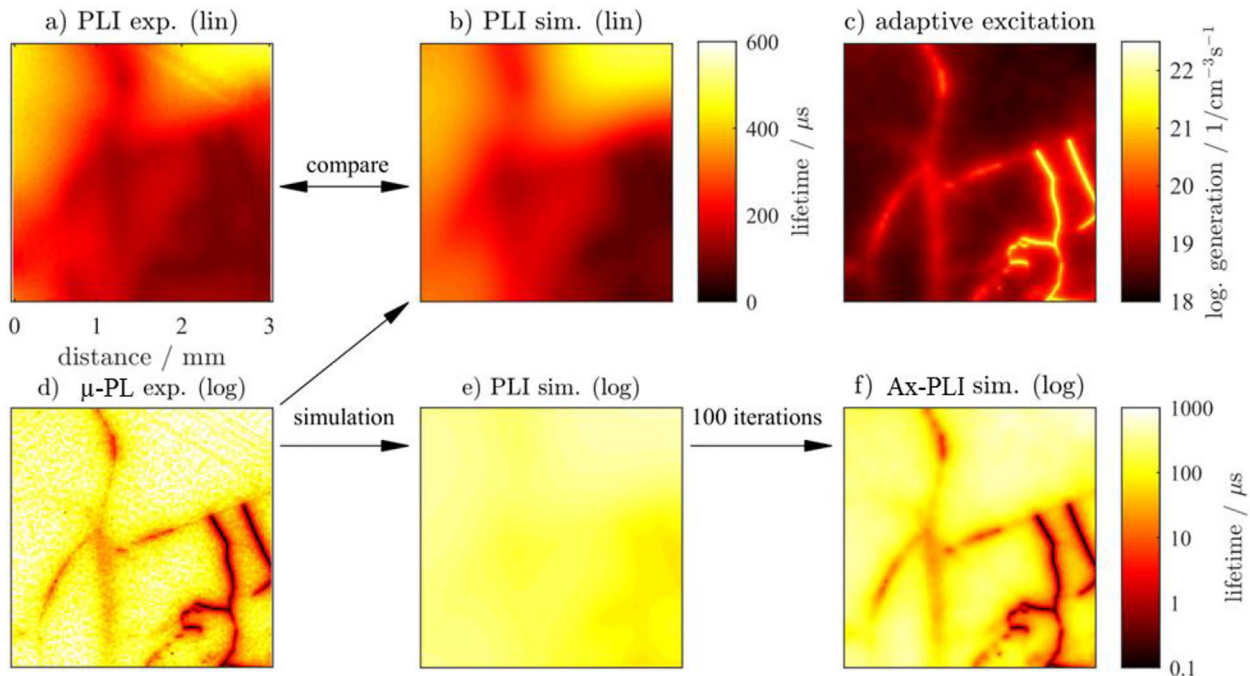 a) PLI exp. (lin)
b) PLI sim. (lin)
c) adaptive excitation
600
400
200
0
lifetime / μs
22
21
20
19
18
log. generation / 1/cm⁻³s⁻¹
compare
0 1 2 3
distance / mm
d) μ-PL exp. (log)
e) PLI sim. (log)
f) Ax-PLI sim. (log)
simulation
100 iterations
1000
100
10
1
0.1
lifetime / μs